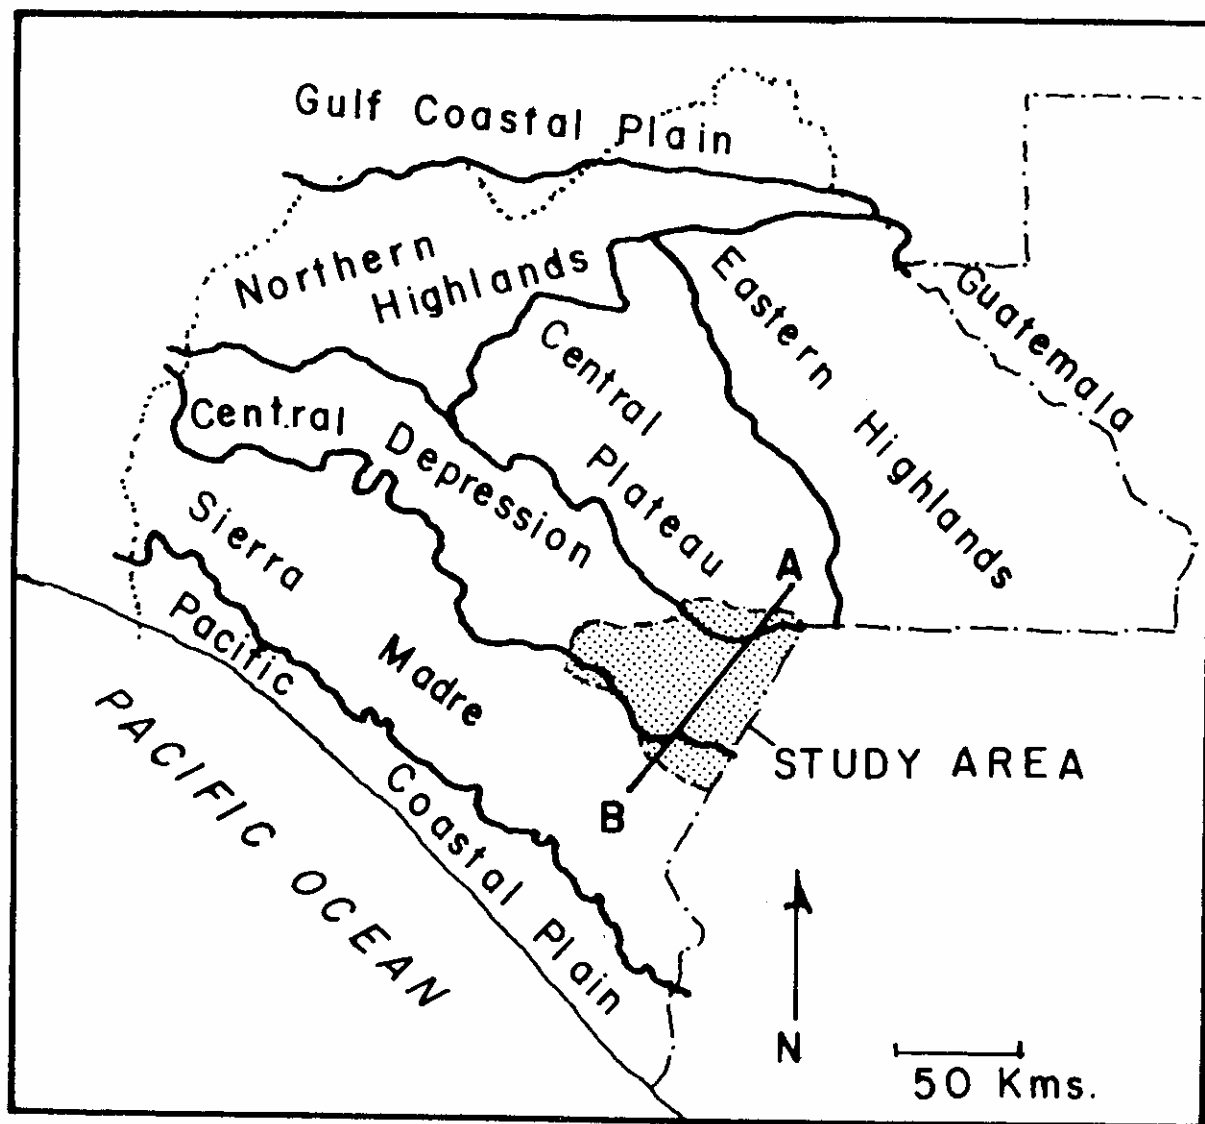 Gulf Coastal Plain
Northern
Highlands
Eastern
Highlands
Guatemala
Central
Plateau
Central Depression
Sierra
Madre
A
Pacific
Coastal Plain
STUDY AREA
B
PACIFIC OCEAN
N
50 Kms.